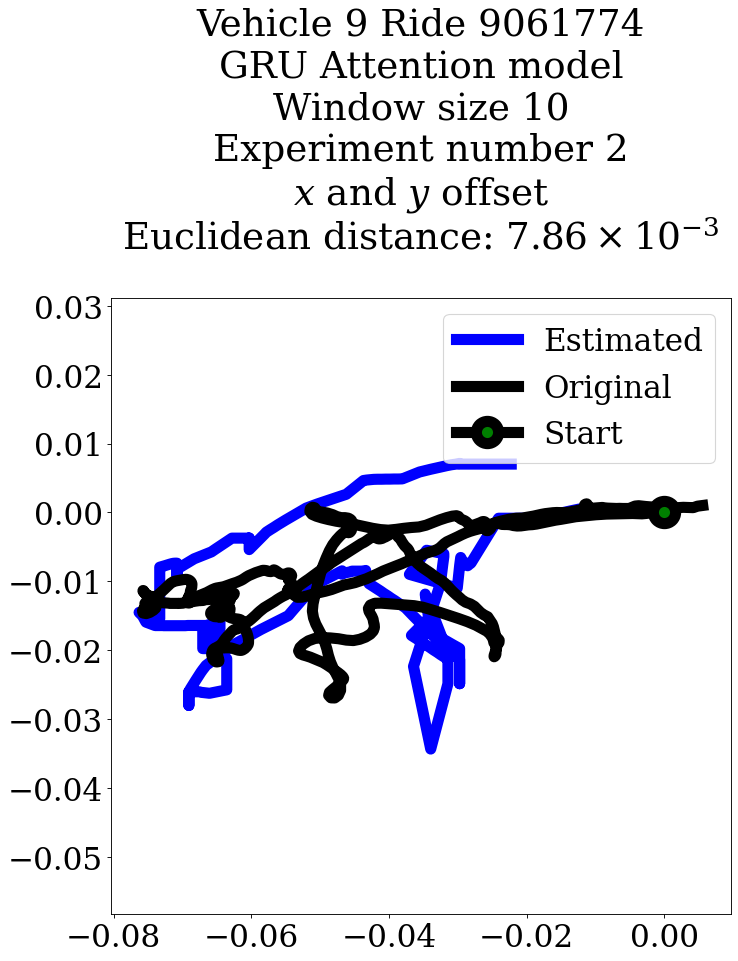 Vehicle 9 Ride 9061774
GRU Attention model
Window size 10
Experiment number 2
x and y offset
Euclidean distance: 7.86 × 10⁻³
Estimated
Original
Start
0.03
0.02
0.01
0.00
−0.01
−0.02
−0.03
−0.04
−0.05
−0.08 −0.06 −0.04 −0.02 0.00